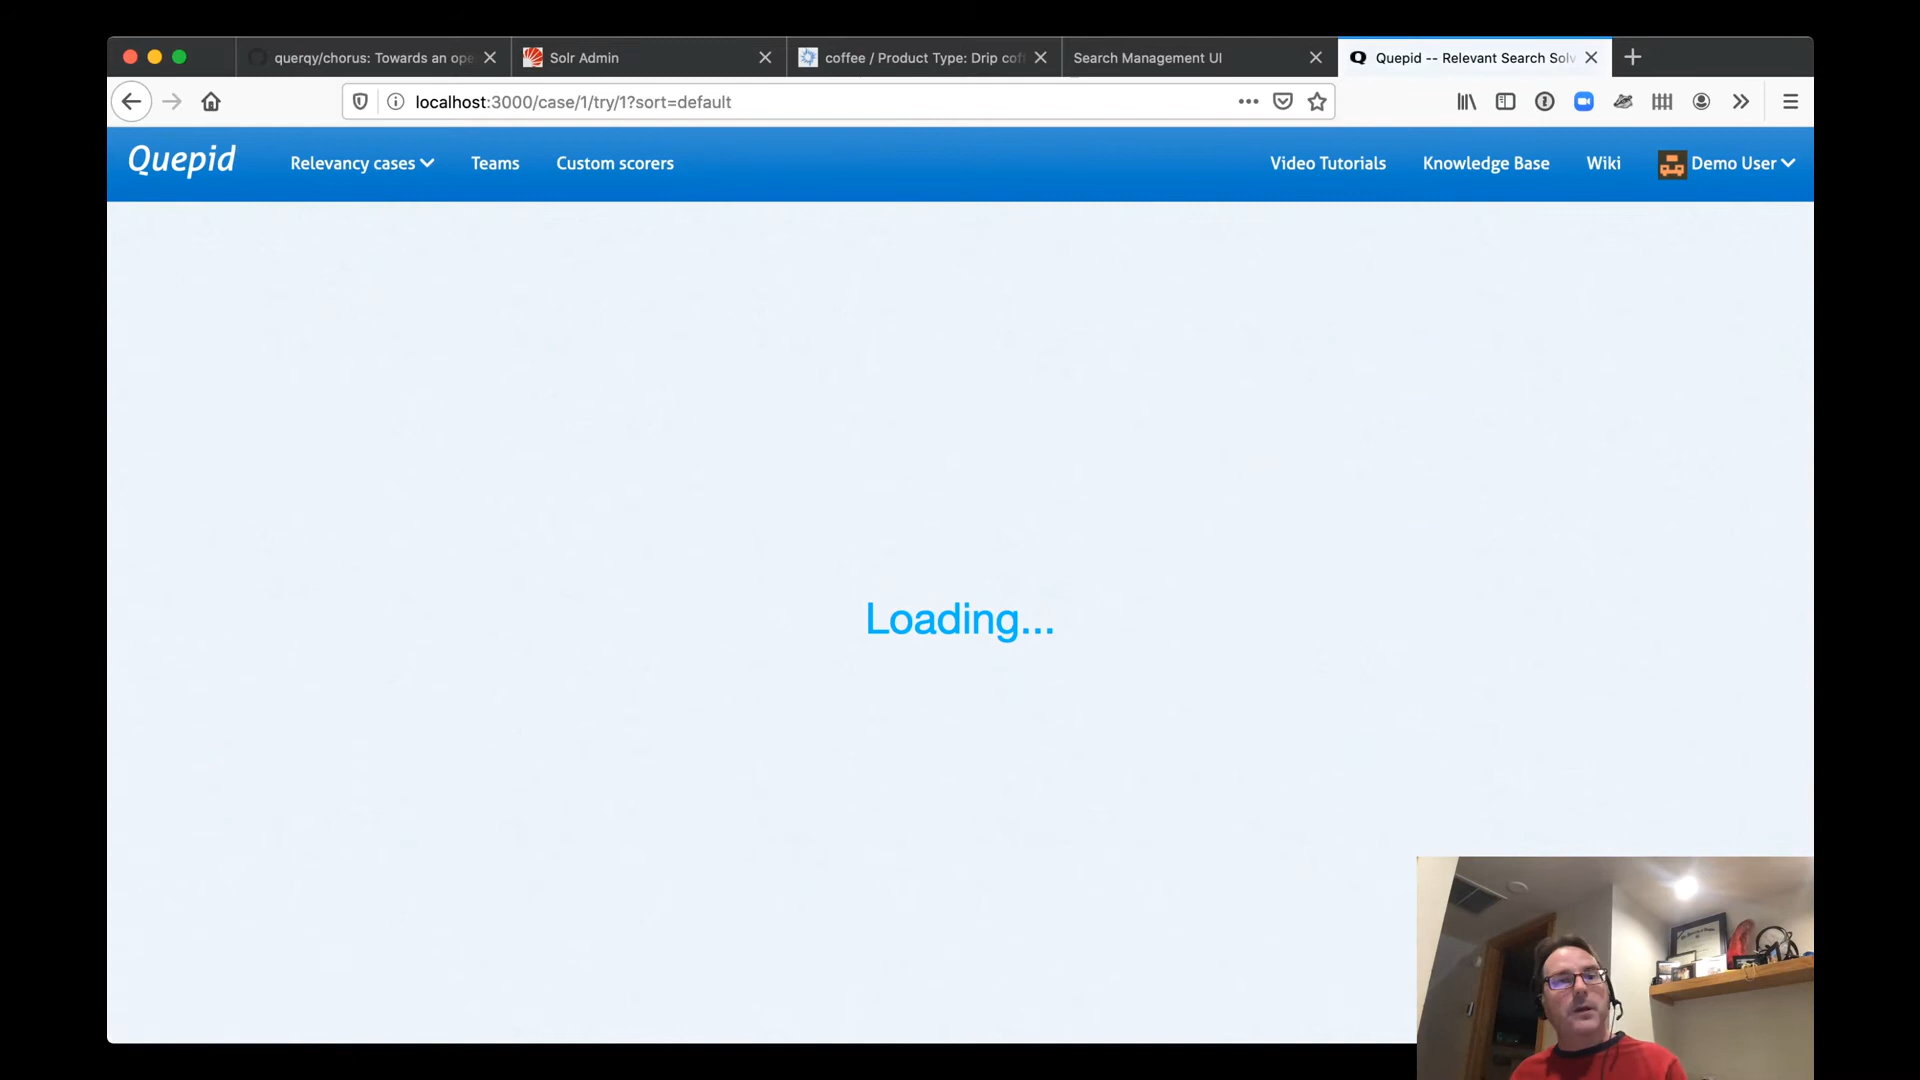 querqy/chorus: Towards an ope
Solr Admin
coffee / Product Type: Drip cof
Search Management UI
Quepid -- Relevant Search Solv
localhost:3000/case/1/try/1?sort=default
Quepid
Relevancy cases
Teams
Custom scorers
Video Tutorials
Knowledge Base
Wiki
Demo User
Loading...